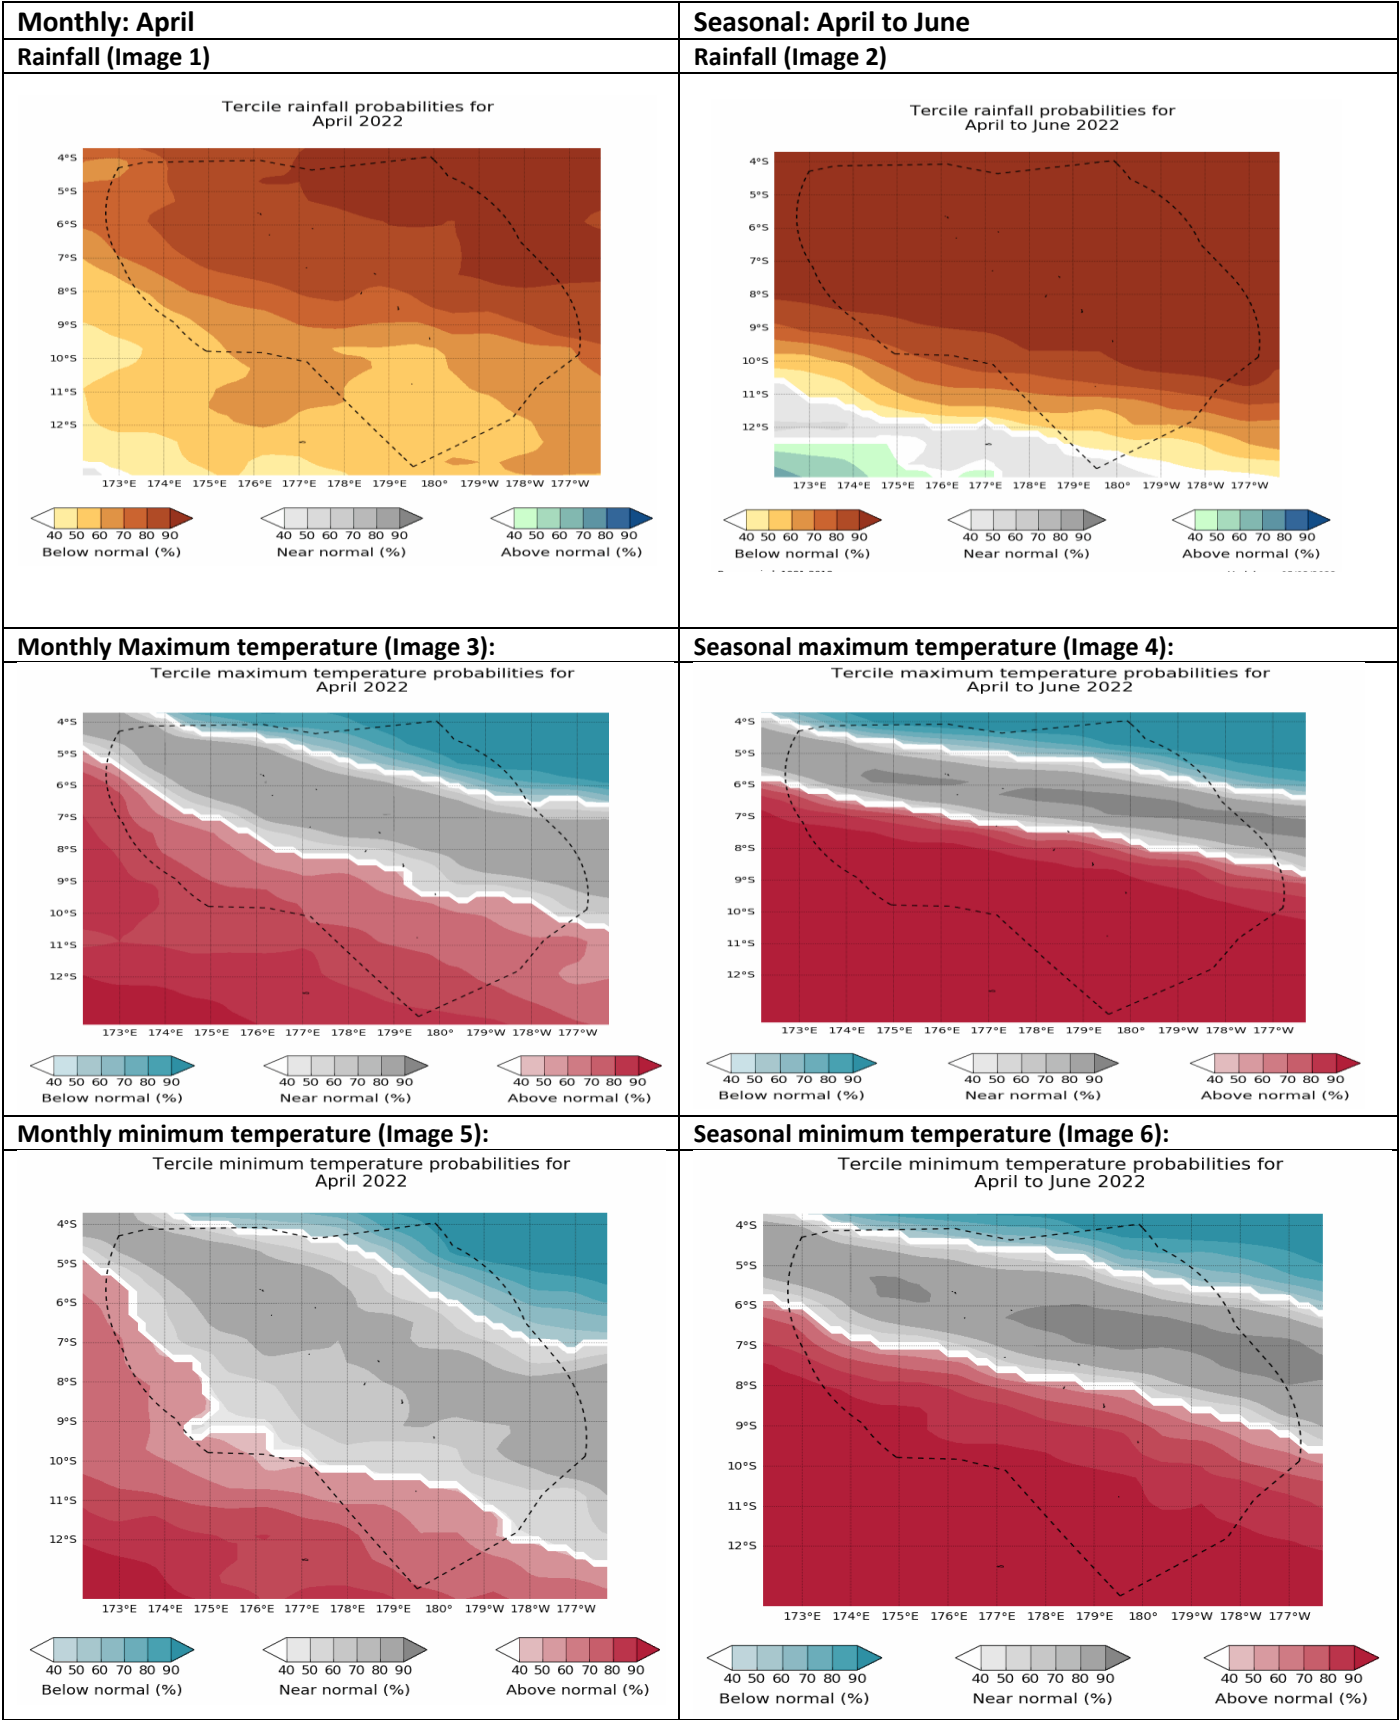 Monthly: April
Seasonal: April to June
Rainfall (Image 1)
Rainfall (Image 2)
Tercile rainfall probabilities for
April 2022
4°S
5°S
6°S
7°S
8°S
9°S
10°S
11°S
12°S
173°E 174°E 175°E 176°E 177°E 178°E 179°E 180° 179°W 178°W 177°W
40 50 60 70 80 90
Below normal (%)
40 50 60 70 80 90
Near normal (%)
40 50 60 70 80 90
Above normal (%)
Tercile rainfall probabilities for
April to June 2022
4°S
5°S
6°S
7°S
8°S
9°S
10°S
11°S
12°S
173°E 174°E 175°E 176°E 177°E 178°E 179°E 180° 179°W 178°W 177°W
40 50 60 70 80 90
Below normal (%)
40 50 60 70 80 90
Near normal (%)
40 50 60 70 80 90
Above normal (%)
Monthly Maximum temperature (Image 3):
Seasonal maximum temperature (Image 4):
Tercile maximum temperature probabilities for
April 2022
4°S
5°S
6°S
7°S
8°S
9°S
10°S
11°S
12°S
173°E 174°E 175°E 176°E 177°E 178°E 179°E 180° 179°W 178°W 177°W
40 50 60 70 80 90
Below normal (%)
40 50 60 70 80 90
Near normal (%)
40 50 60 70 80 90
Above normal (%)
Tercile maximum temperature probabilities for
April to June 2022
4°S
5°S
6°S
7°S
8°S
9°S
10°S
11°S
12°S
173°E 174°E 175°E 176°E 177°E 178°E 179°E 180° 179°W 178°W 177°W
40 50 60 70 80 90
Below normal (%)
40 50 60 70 80 90
Near normal (%)
40 50 60 70 80 90
Above normal (%)
Monthly minimum temperature (Image 5):
Seasonal minimum temperature (Image 6):
Tercile minimum temperature probabilities for
April 2022
4°S
5°S
6°S
7°S
8°S
9°S
10°S
11°S
12°S
173°E 174°E 175°E 176°E 177°E 178°E 179°E 180° 179°W 178°W 177°W
40 50 60 70 80 90
Below normal (%)
40 50 60 70 80 90
Near normal (%)
40 50 60 70 80 90
Above normal (%)
Tercile minimum temperature probabilities for
April to June 2022
4°S
5°S
6°S
7°S
8°S
9°S
10°S
11°S
12°S
173°E 174°E 175°E 176°E 177°E 178°E 179°E 180° 179°W 178°W 177°W
40 50 60 70 80 90
Below normal (%)
40 50 60 70 80 90
Near normal (%)
40 50 60 70 80 90
Above normal (%)